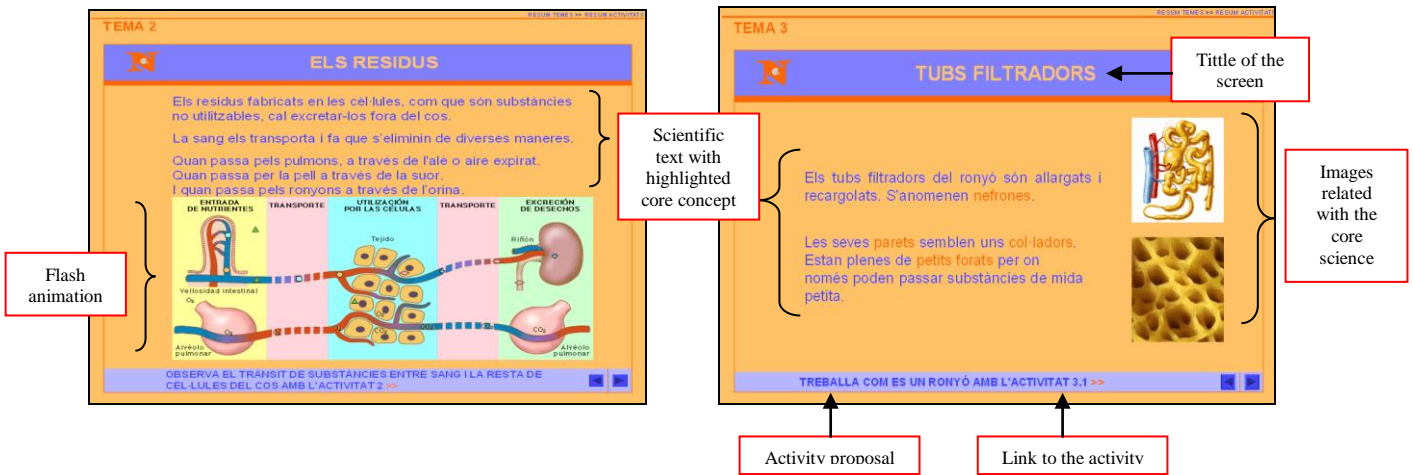 RESUM TEMES >> RESUM ACTIVITATS
TEMA 2
ELS RESIDUS
Els residus fabricats en les cèl·lules, com que són substàncies
no utilitzables, cal excretar-los fora del cos.
La sang els transporta i fa que s'eliminin de diverses maneres.
Quan passa pels pulmons, a través de l'alè o aire expirat.
Quan passa per la pell a través de la suor.
I quan passa pels ronyons a través de l'orina.
ENTRADA
DE NUTRIENTES
TRANSPORTE
UTILIZACIÓN
POR LAS CÉLULAS
TRANSPORTE
EXCRECIÓN
DE DESECHOS
Tejido
Riñón
Vellosidad intestinal
O₂
O₂
O₂
O₂
CO₂
CO₂
CO₂
Alvéolo
pulmonar
Alvéolo
pulmonar
OBSERVA EL TRÀNSIT DE SUBSTÀNCIES ENTRE SANG I LA RESTA DE
CÈL·LULES DEL COS AMB L'ACTIVITAT 2 >>
Flash
animation
Scientific
text with
highlighted
core concept
RESUM TEMES >> RESUM ACTIVITATS
TEMA 3
TUBS FILTRADORS
Els tubs filtradors del ronyó són allargats i
recargolats. S'anomenen nefrones.
Les seves parets semblen uns col·ladors.
Estan plenes de petits forats per on
només poden passar substàncies de mida
petita.
TREBALLA COM ES UN RONYÓ AMB L'ACTIVITAT 3.1 >>
Tittle of the
screen
Images
related
with the
core
science
Activity proposal
Link to the activity